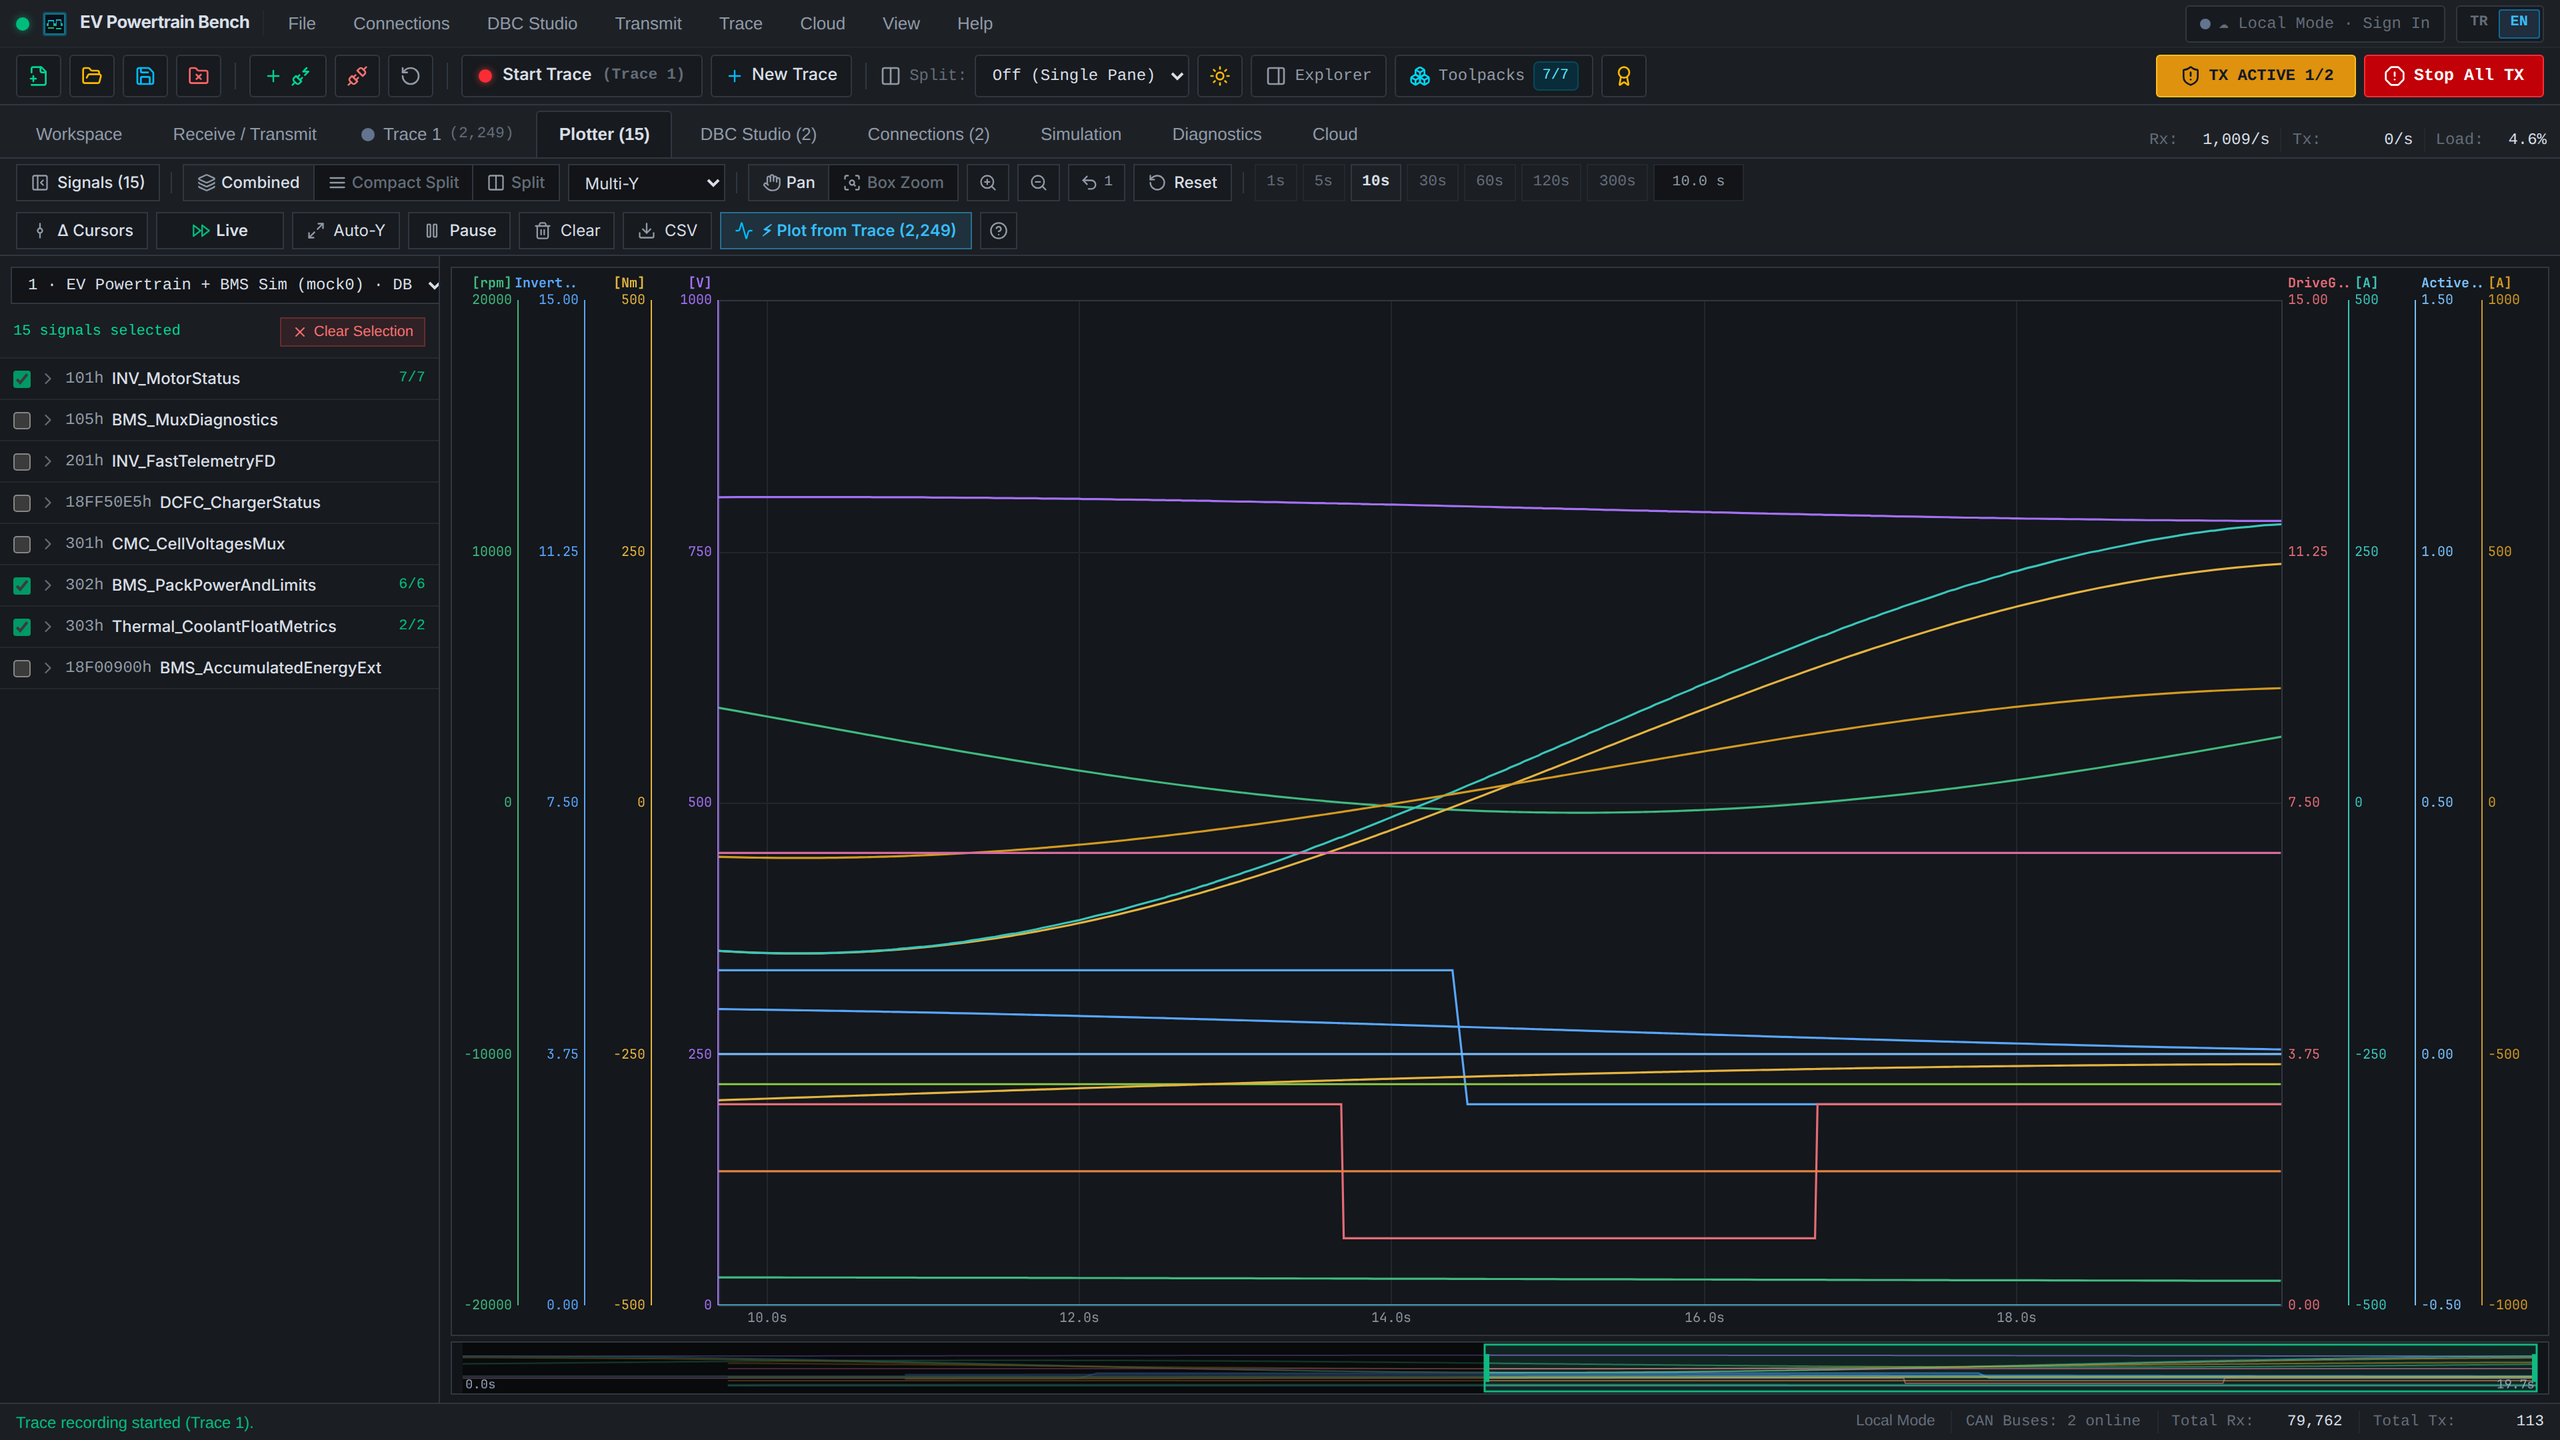 EV Powertrain Bench File Connections DBC Studio Transmit Trace Cloud View Help Local Mode · Sign In TR EN
Start Trace (Trace 1) New Trace Split: Off (Single Pane) Explorer Toolpacks 7/7 TX ACTIVE 1/2 Stop All TX
Workspace Receive / Transmit Trace 1 (2,249) Plotter (15) DBC Studio (2) Connections (2) Simulation Diagnostics Cloud Rx: 1,009/s Tx: 0/s Load: 4.6%
Signals (15) Combined Compact Split Split Multi-Y Pan Box Zoom 1 Reset 1s 5s 10s 30s 60s 120s 300s 10.0 s
Δ Cursors Live Auto-Y Pause Clear CSV ⚡ Plot from Trace (2,249)
1 · EV Powertrain + BMS Sim (mock0) · DB
15 signals selected Clear Selection
101h INV_MotorStatus 7/7
105h BMS_MuxDiagnostics
201h INV_FastTelemetryFD
18FF50E5h DCFC_ChargerStatus
301h CMC_CellVoltagesMux
302h BMS_PackPowerAndLimits 6/6
303h Thermal_CoolantFloatMetrics 2/2
18F00900h BMS_AccumulatedEnergyExt
[rpm] Invert.. [Nm] [V] DriveG.. [A] Active.. [A]
20000 15.00 500 1000 15.00 500 1.50 1000
10000 11.25 250 750 11.25 250 1.00 500
0 7.50 0 500 7.50 0 0.50 0
-10000 3.75 -250 250 3.75 -250 0.00 -500
-20000 0.00 -500 0 0.00 -500 -0.50 -1000
10.0s 12.0s 14.0s 16.0s 18.0s
0.0s 19.7s
Trace recording started (Trace 1). Local Mode CAN Buses: 2 online Total Rx: 79,762 Total Tx: 113